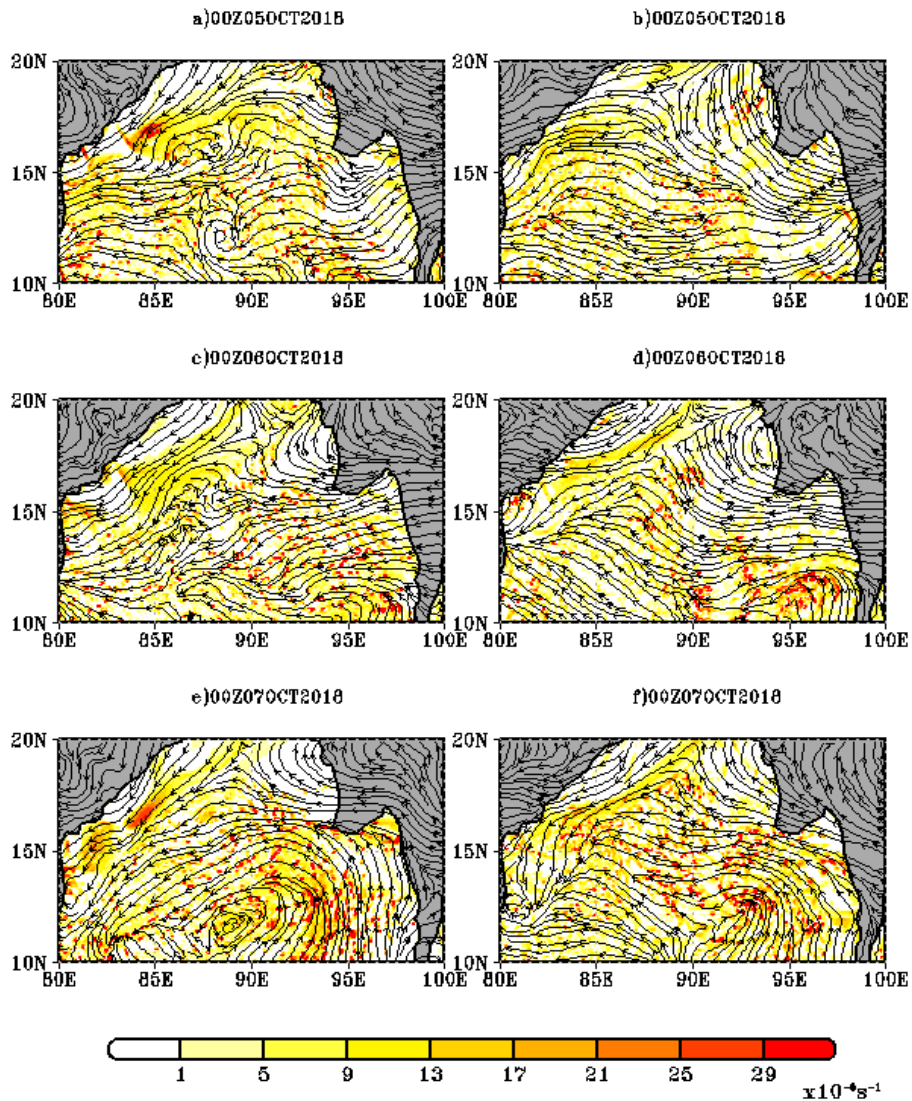 a)00Z05OCT2018 b)00Z05OCT2018
20N 20N
15N 15N
10N 10N
80E 85E 90E 95E 100E 80E 85E 90E 95E 100E
c)00Z06OCT2018 d)00Z06OCT2018
20N 20N
15N 15N
10N 10N
80E 85E 90E 95E 100E 80E 85E 90E 95E 100E
e)00Z07OCT2018 f)00Z07OCT2018
20N 20N
15N 15N
10N 10N
80E 85E 90E 95E 100E 80E 85E 90E 95E 100E
1 5 9 13 17 21 25 29